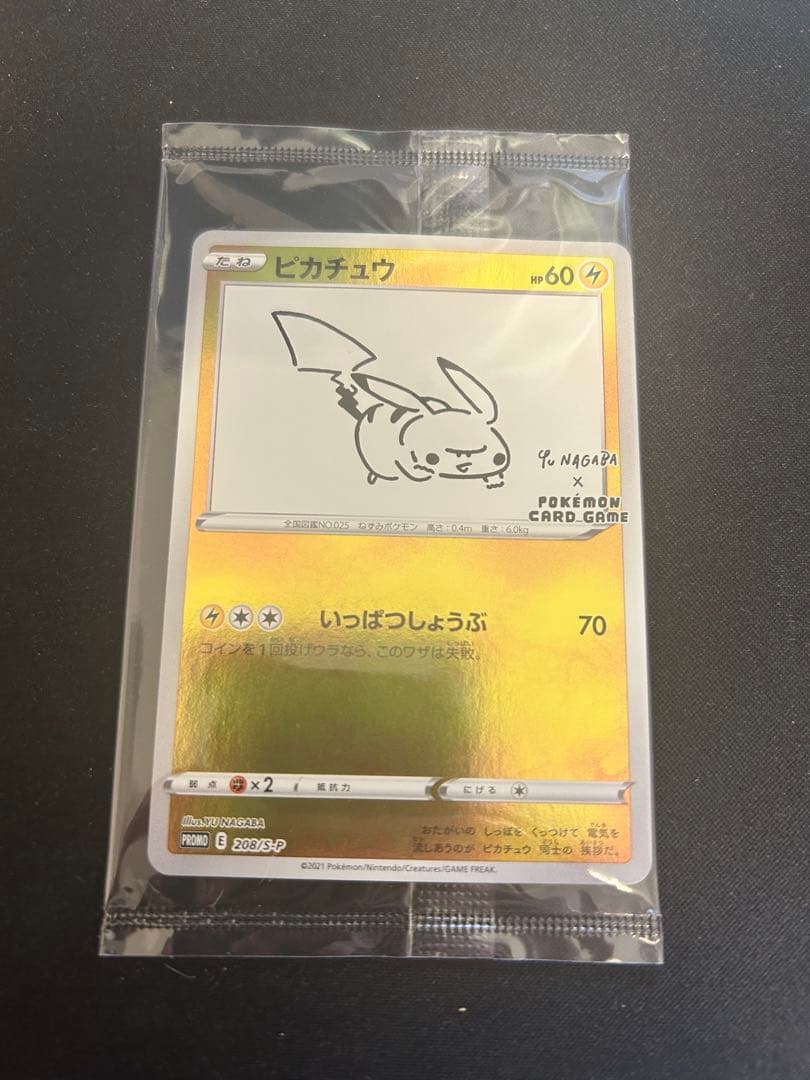 たね ピカチュウ HP60
YU NAGABA
×
POKÉMON
CARD GAME
全国図鑑NO.025 ねずみポケモン 高さ:0.4m 重さ:6.0kg
いっぱつしょうぶ 70
コインを1回投げウラなら、このワザは失敗。
弱点 ×2 抵抗力 にげる
Illus.YU NAGABA
PROMO E 208/S-P
おたがいの しっぽを くっつけて 電気を
流しあうのが ピカチュウ 同士の 挨拶だ。
©2021 Pokémon/Nintendo/Creatures/GAME FREAK.